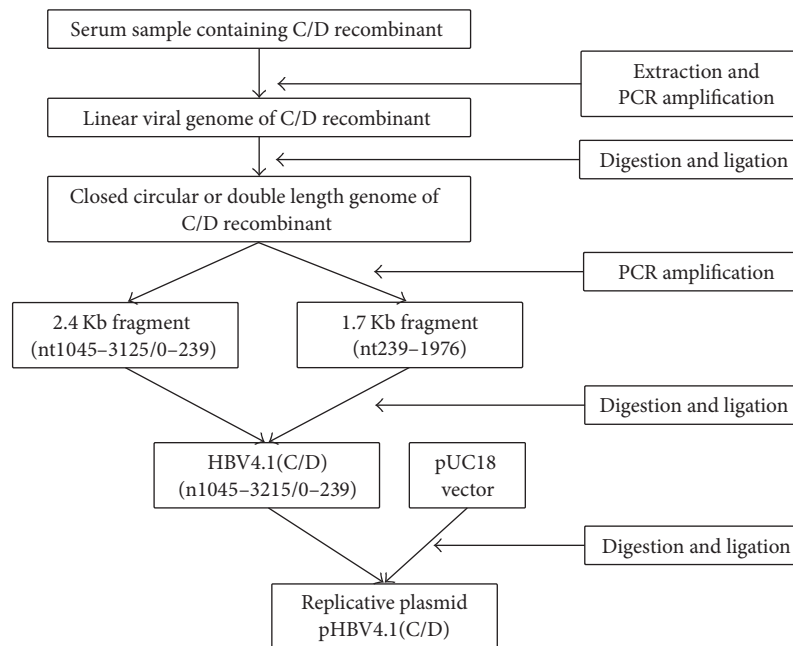 Serum sample containing C/D recombinant
Extraction and
PCR amplification
Linear viral genome of C/D recombinant
Digestion and ligation
Closed circular or double length genome of
C/D recombinant
PCR amplification
2.4 Kb fragment
(nt1045–3125/0–239)
1.7 Kb fragment
(nt239–1976)
Digestion and ligation
HBV4.1(C/D)
(n1045–3215/0–239)
pUC18
vector
Digestion and ligation
Replicative plasmid
pHBV4.1(C/D)